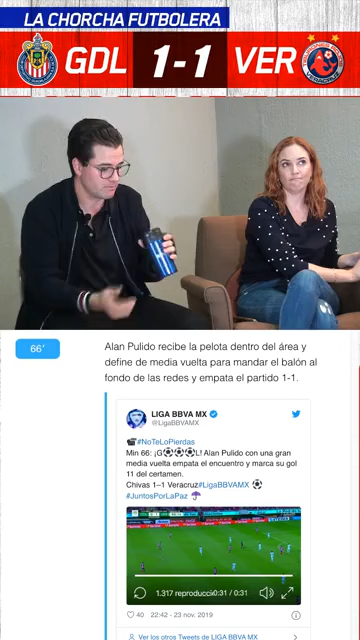 LA CHORCHA FUTBOLERA
GDL 1-1 VER
66'
Alan Pulido recibe la pelota dentro del área y
define de media vuelta para mandar el balón al
fondo de las redes y empata el partido 1-1.
LIGA BBVA MX
@LigaBBVAMX
#NoTeLoPierdas
Min 66: ¡G⚽⚽⚽L! Alan Pulido con una gran
media vuelta empata el encuentro y marca su gol
11 del certamen.
Chivas 1–1 Veracruz#LigaBBVAMX ⚽
#JuntosPorLaPaz ☂
1.317 reproducci 0:31 / 0:31
40 22:42 - 23 nov. 2019
Ver los otros Tweets de LIGA BBVA MX